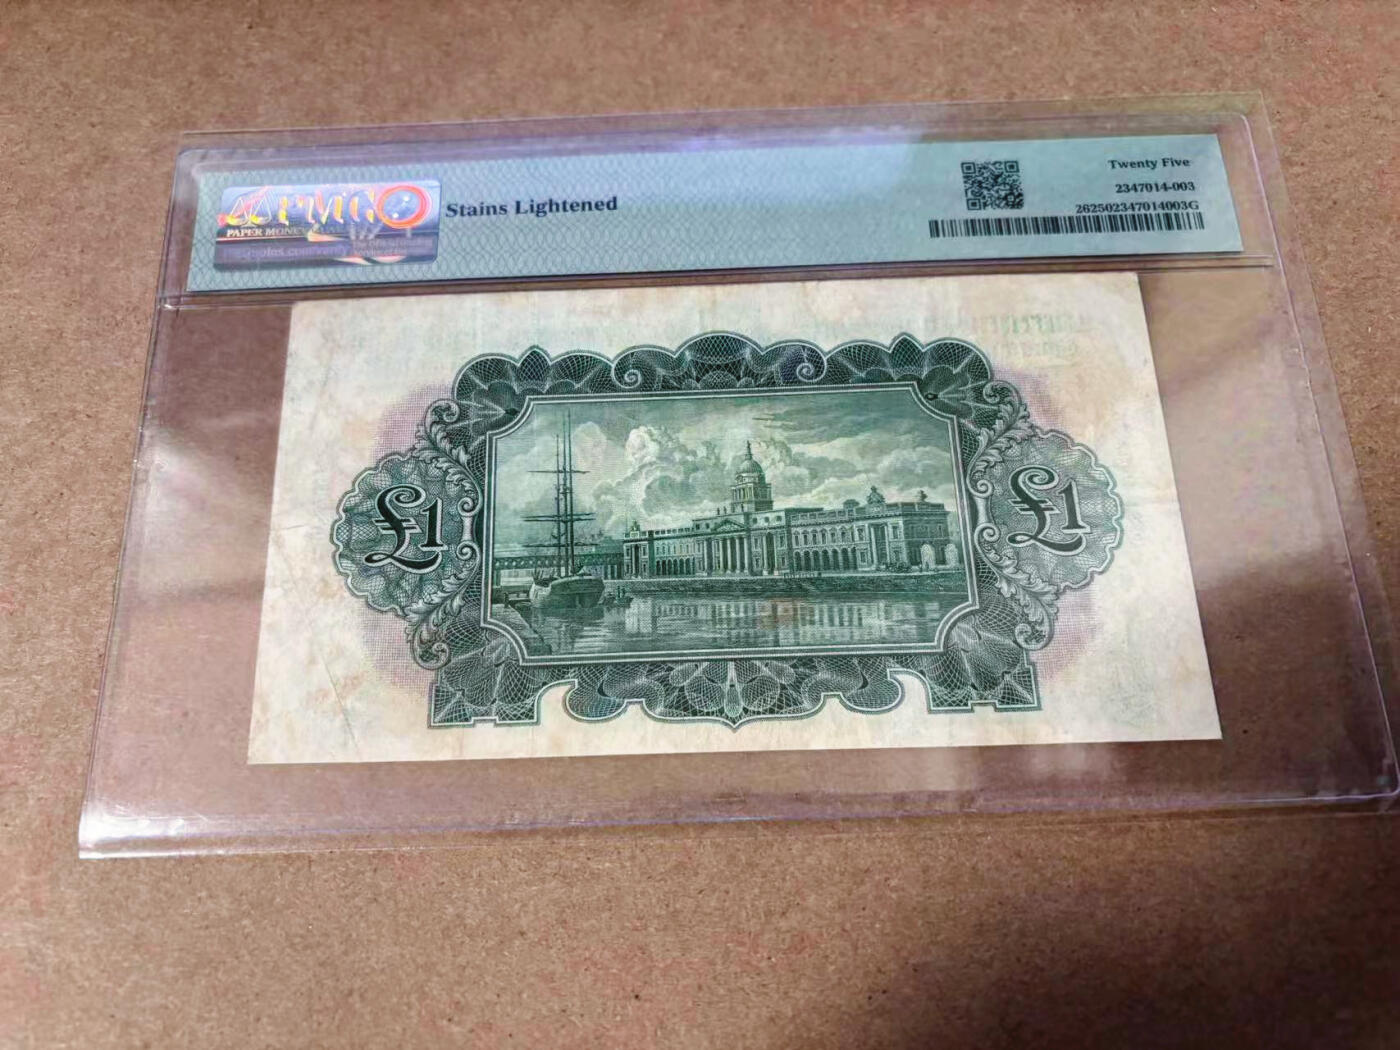 PMG
PAPER MONEY
Stains Lightened
Twenty Five
2347014-003
262502347014003G
£1
£1